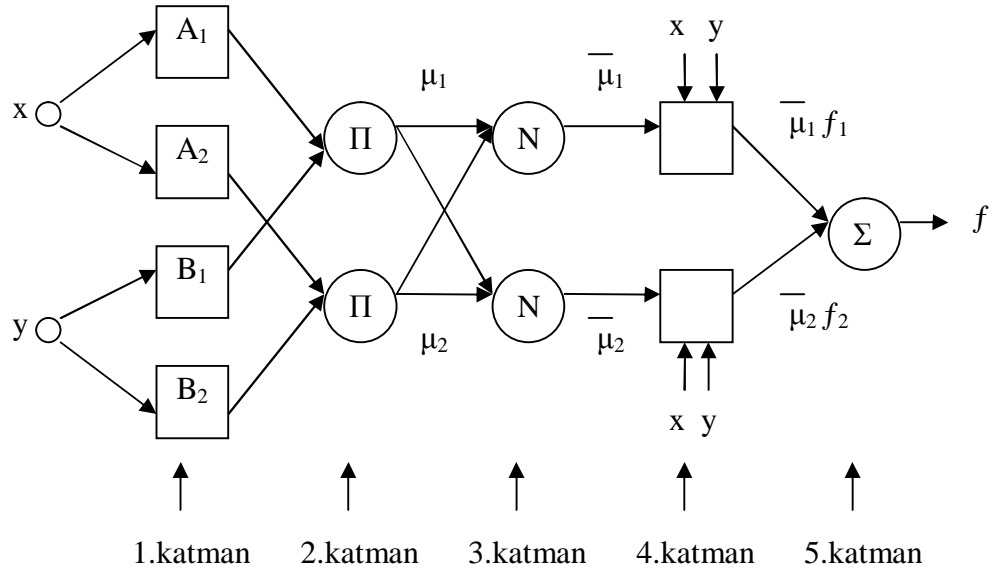 A₁
x y
μ₁
μ̅₁
x
μ̅₁ f₁
Π
N
A₂
Σ
f
B₁
Π
N
y
μ̅₂ f₂
μ₂
μ̅₂
B₂
x y
1.katman 2.katman 3.katman 4.katman 5.katman